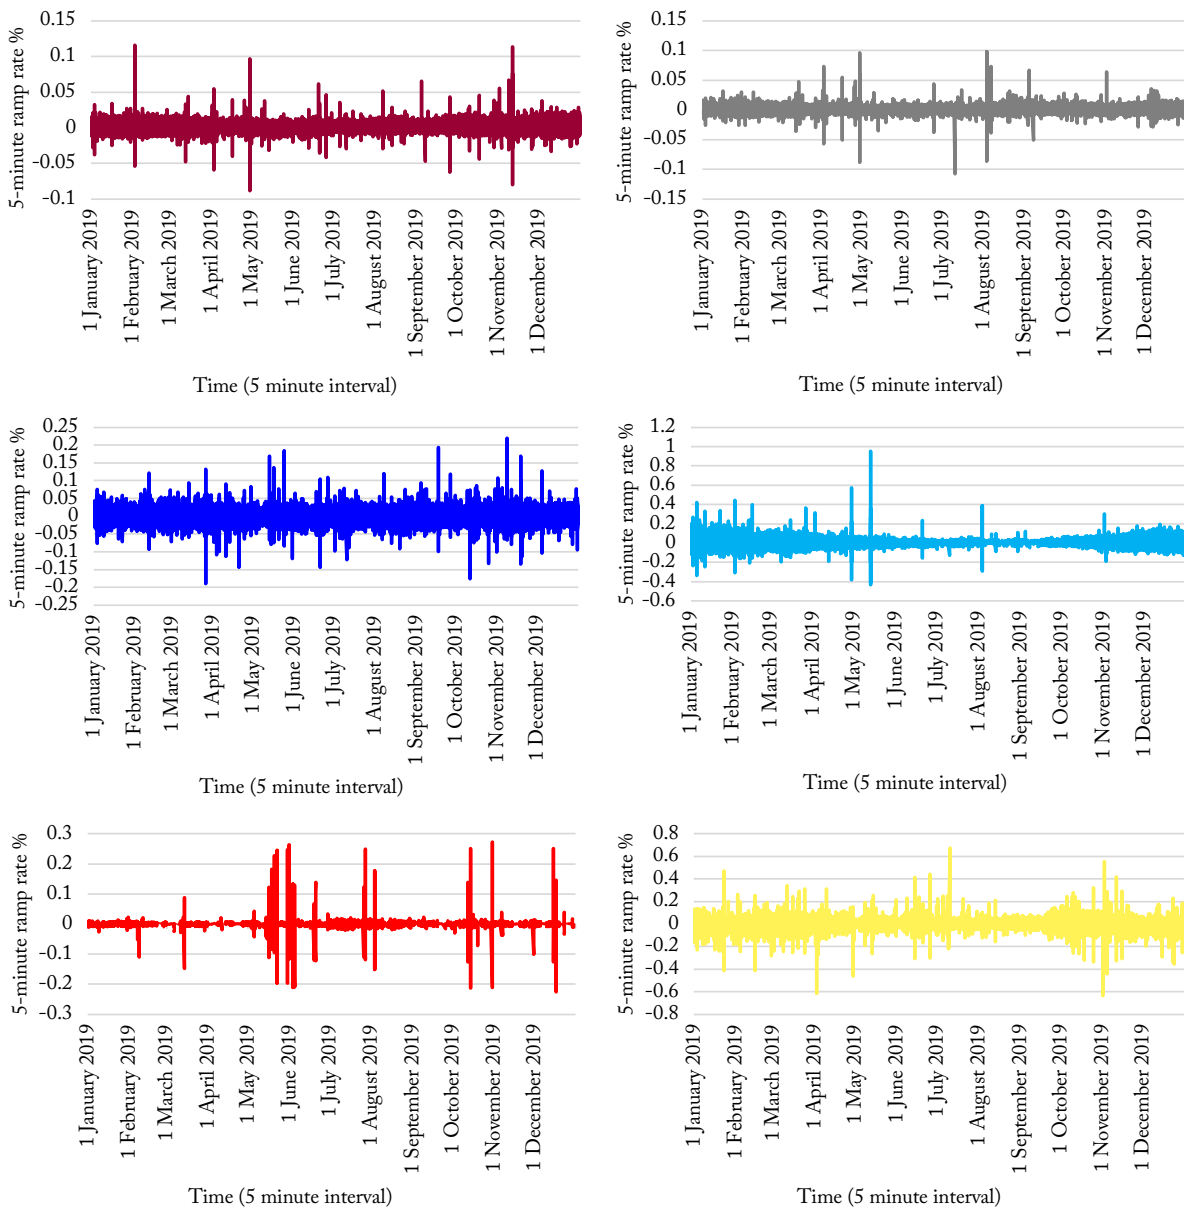 5-minute ramp rate %
0.15
0.1
0.05
0
-0.05
-0.1
1 January 2019
1 February 2019
1 March 2019
1 April 2019
1 May 2019
1 June 2019
1 July 2019
1 August 2019
1 September 2019
1 October 2019
1 November 2019
1 December 2019
Time (5 minute interval)
5-minute ramp rate %
0.15
0.1
0.05
0
-0.05
-0.1
-0.15
1 January 2019
1 February 2019
1 March 2019
1 April 2019
1 May 2019
1 June 2019
1 July 2019
1 August 2019
1 September 2019
1 October 2019
1 November 2019
1 December 2019
Time (5 minute interval)
5-minute ramp rate %
0.25
0.2
0.15
0.1
0.05
0
-0.05
-0.1
-0.15
-0.2
-0.25
1 January 2019
1 February 2019
1 March 2019
1 April 2019
1 May 2019
1 June 2019
1 July 2019
1 August 2019
1 September 2019
1 October 2019
1 November 2019
1 December 2019
Time (5 minute interval)
5-minute ramp rate %
1.2
1
0.8
0.6
0.4
0.2
0
-0.2
-0.4
-0.6
1 January 2019
1 February 2019
1 March 2019
1 April 2019
1 May 2019
1 June 2019
1 July 2019
1 August 2019
1 September 2019
1 October 2019
1 November 2019
1 December 2019
Time (5 minute interval)
5-minute ramp rate %
0.3
0.2
0.1
0
-0.1
-0.2
-0.3
1 January 2019
1 February 2019
1 March 2019
1 April 2019
1 May 2019
1 June 2019
1 July 2019
1 August 2019
1 September 2019
1 October 2019
1 November 2019
1 December 2019
Time (5 minute interval)
5-minute ramp rate %
0.8
0.6
0.4
0.2
0
-0.2
-0.4
-0.6
-0.8
1 January 2019
1 February 2019
1 March 2019
1 April 2019
1 May 2019
1 June 2019
1 July 2019
1 August 2019
1 September 2019
1 October 2019
1 November 2019
1 December 2019
Time (5 minute interval)